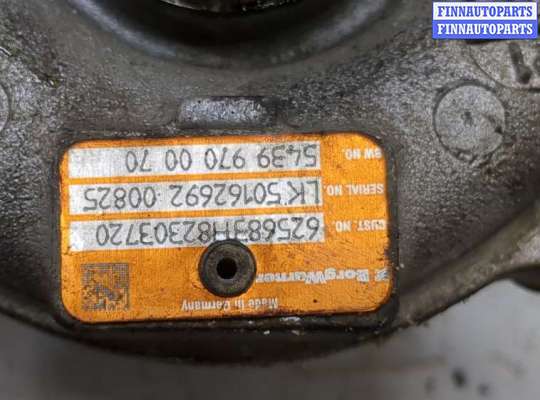 FINNAUTOPARTS
FINNAUTOPARTS
Made in Germany
BorgWarner
CUST. NO. 625683H82303720
SERIAL NO. LK 50162692 00825
BW NO. 5439 970 00 70